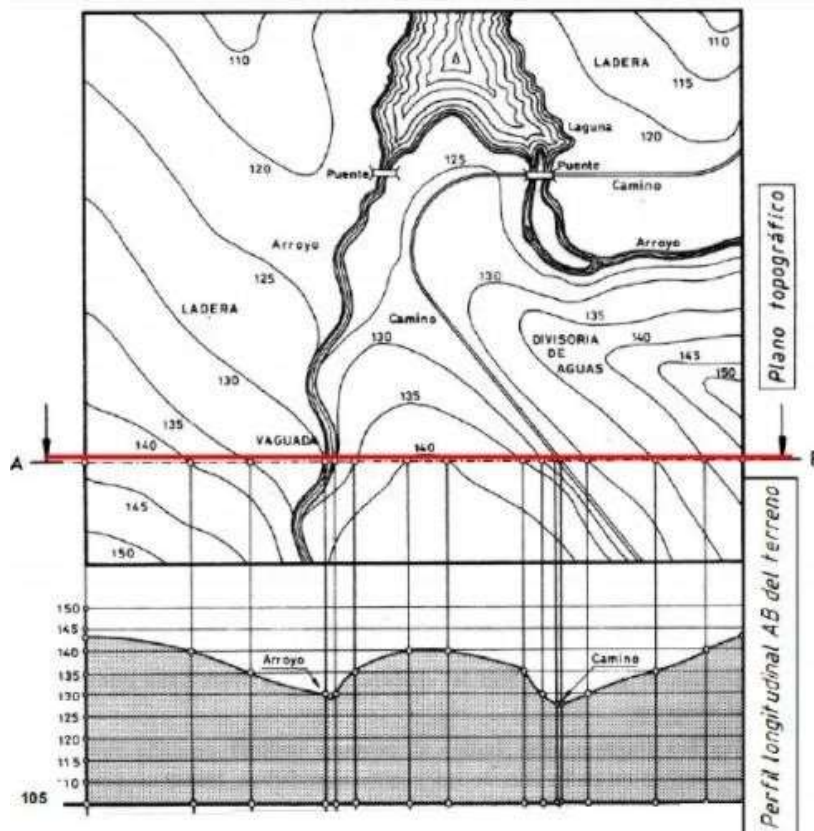 110
LADERA
110
115
120
120
Laguna
125
Puente
Puente
Camino
Arroyo
Arroyo
125
130
LADERA
Camino
135
DIVISORIA
DE
AGUAS
140
145
150
130
130
135
135
140
VAGUADA
140
A
145
150
Plano topográfico
150
145
140
135
130
125
120
115
110
105
Arroyo
Camino
Perfil longitudinal AB del terreno